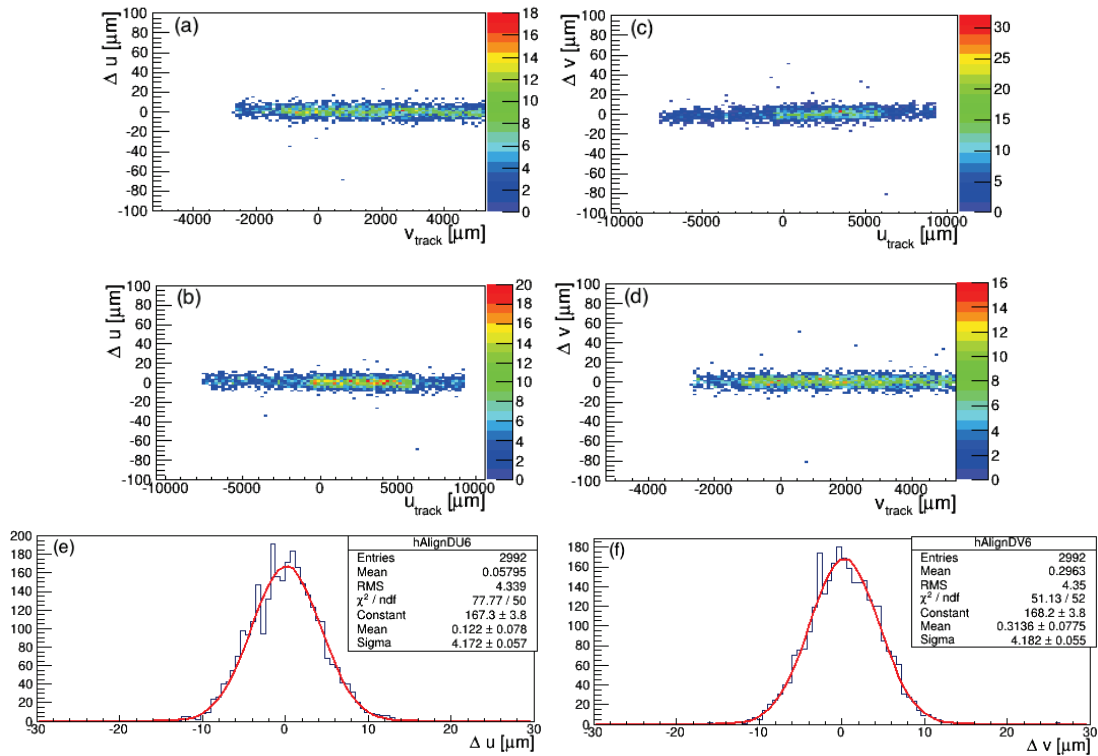 (a)
Δ u [μm]
100
80
60
40
20
0
-20
-40
-60
-80
-100
-4000 -2000 0 2000 4000
v_track [μm]
18
16
14
12
10
8
6
4
2
0
(c)
Δ v [μm]
100
80
60
40
20
0
-20
-40
-60
-80
-100
-10000 -5000 0 5000 10000
u_track [μm]
30
25
20
15
10
5
0
(b)
Δ u [μm]
100
80
60
40
20
0
-20
-40
-60
-80
-100
-10000 -5000 0 5000 10000
u_track [μm]
20
18
16
14
12
10
8
6
4
2
0
(d)
Δ v [μm]
100
80
60
40
20
0
-20
-40
-60
-80
-100
-4000 -2000 0 2000 4000
v_track [μm]
16
14
12
10
8
6
4
2
0
(e)
200
180
160
140
120
100
80
60
40
20
0
hAlignDU6
Entries 2992
Mean 0.05795
RMS 4.339
χ² / ndf 77.77 / 50
Constant 167.3 ± 3.8
Mean 0.122 ± 0.078
Sigma 4.172 ± 0.057
-30 -20 -10 0 10 20 30
Δ u [μm]
(f)
180
160
140
120
100
80
60
40
20
0
hAlignDV6
Entries 2992
Mean 0.2963
RMS 4.35
χ² / ndf 51.13 / 52
Constant 168.2 ± 3.8
Mean 0.3136 ± 0.0775
Sigma 4.182 ± 0.055
-30 -20 -10 0 10 20 30
Δ v [μm]